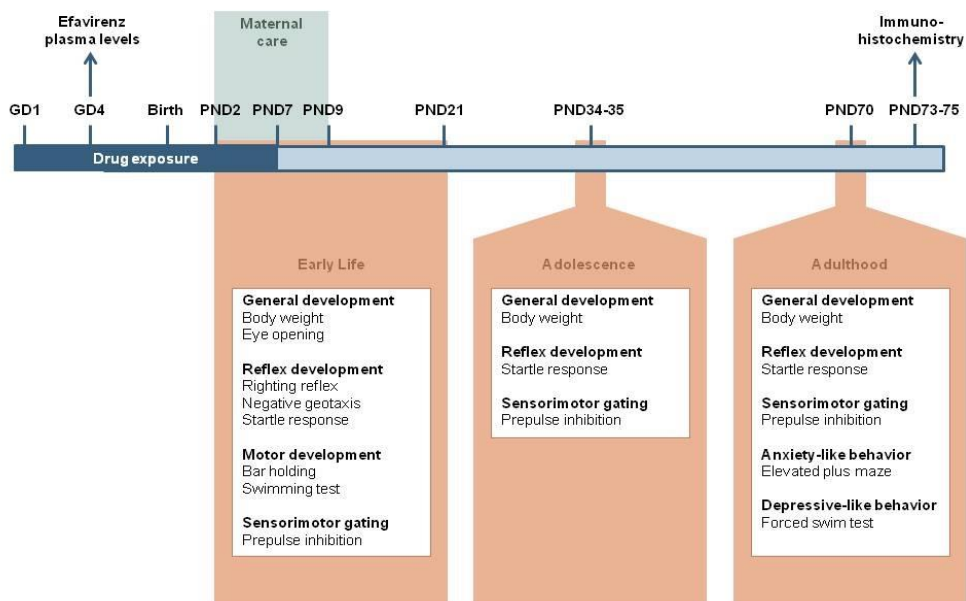 Efavirenz
plasma levels
Maternal
care
Immuno-
histochemistry
GD1 GD4 Birth PND2 PND7 PND9 PND21 PND34-35 PND70 PND73-75
Drug exposure
Early Life
General development
Body weight
Eye opening
Reflex development
Righting reflex
Negative geotaxis
Startle response
Motor development
Bar holding
Swimming test
Sensorimotor gating
Prepulse inhibition
Adolescence
General development
Body weight
Reflex development
Startle response
Sensorimotor gating
Prepulse inhibition
Adulthood
General development
Body weight
Reflex development
Startle response
Sensorimotor gating
Prepulse inhibition
Anxiety-like behavior
Elevated plus maze
Depressive-like behavior
Forced swim test